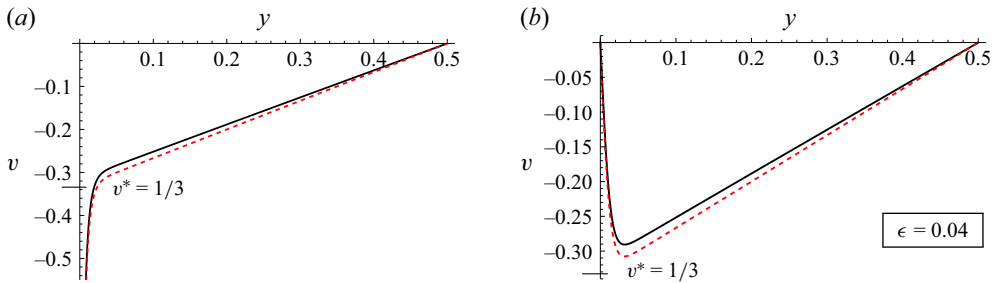 (a)
y
0.1 0.2 0.3 0.4 0.5
–0.1
–0.2
–0.3
–0.4
–0.5
v
v* = 1/3
(b)
y
0.1 0.2 0.3 0.4 0.5
–0.05
–0.10
–0.15
–0.20
–0.25
–0.30
v
v* = 1/3
ϵ = 0.04